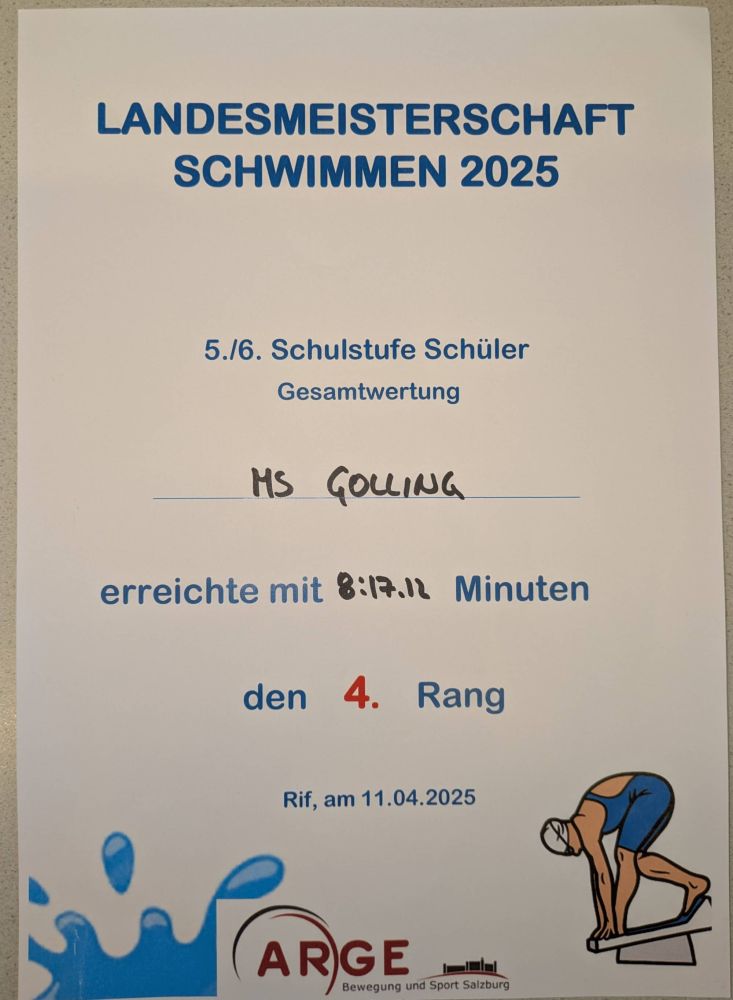 LANDESMEISTERSCHAFT
SCHWIMMEN 2025
5./6. Schulstufe Schüler
Gesamtwertung
MS GOLLING
erreichte mit 8:17.12 Minuten
den 4. Rang
Rif, am 11.04.2025
ARGE
Bewegung und Sport Salzburg